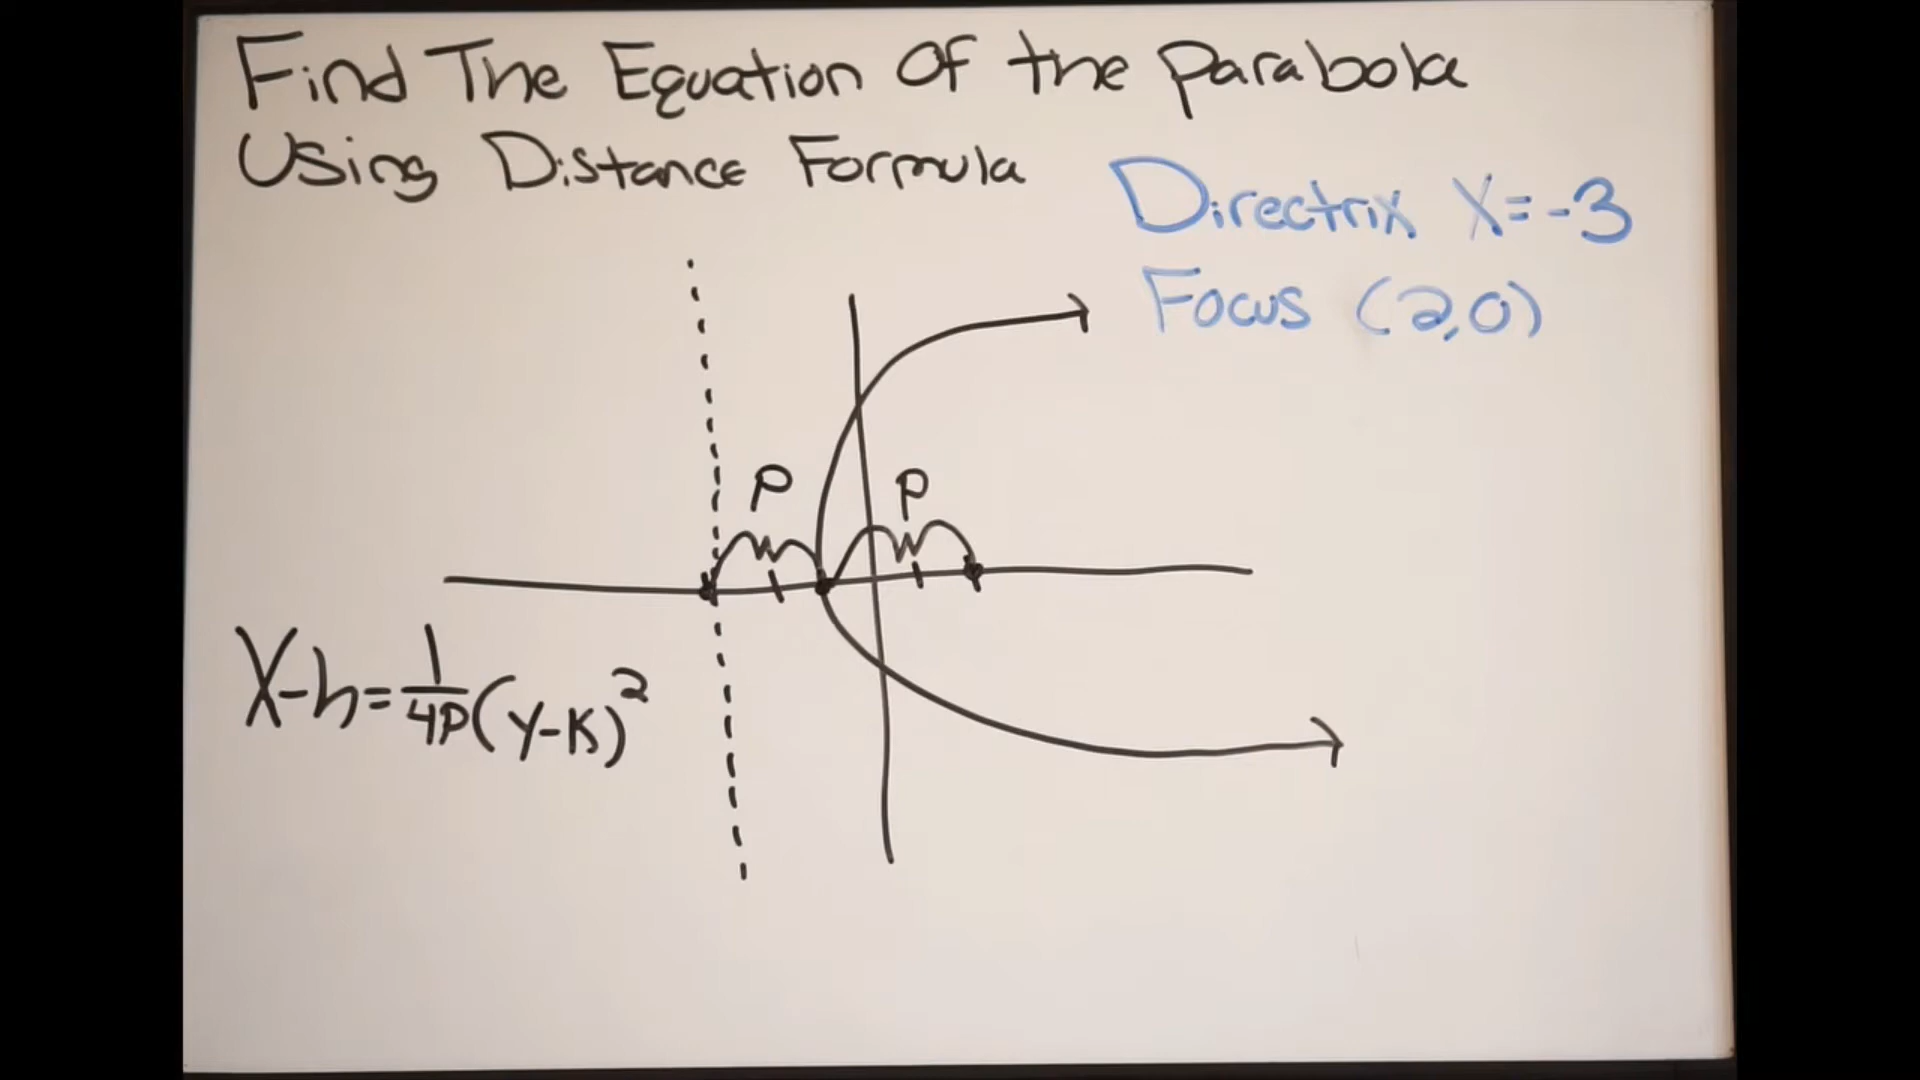 Find The Equation Of the Parabola
Using Distance Formula
Directrix X=-3
Focus (2,0)
P P
X-h=1/4P(Y-K)²